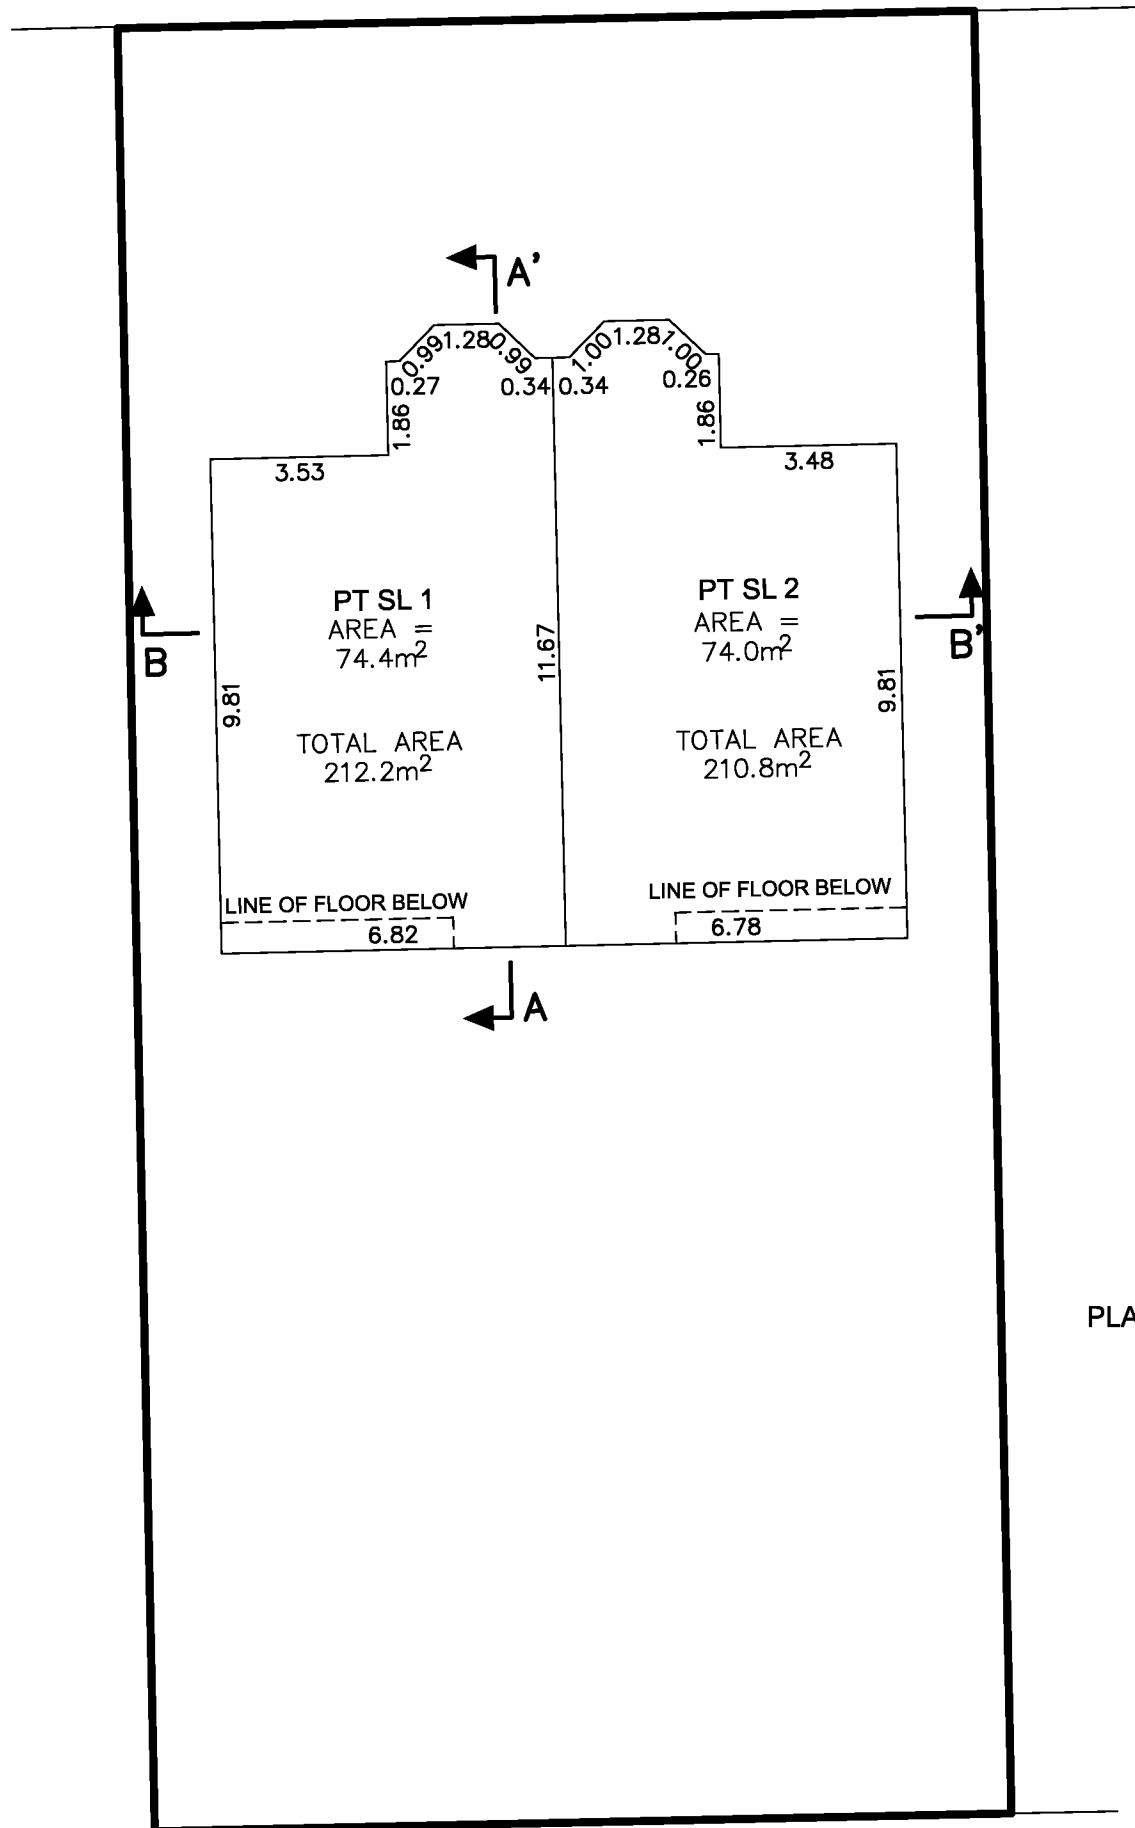 A'
0.99
1.28
0.99
1.00
1.28
1.00
0.27
0.34
0.34
0.26
1.86
1.86
3.53
3.48
PT SL 1
AREA =
74.4m²
TOTAL AREA
212.2m²
PT SL 2
AREA =
74.0m²
TOTAL AREA
210.8m²
B
B'
9.81
11.67
9.81
LINE OF FLOOR BELOW
6.82
LINE OF FLOOR BELOW
6.78
A
PLA